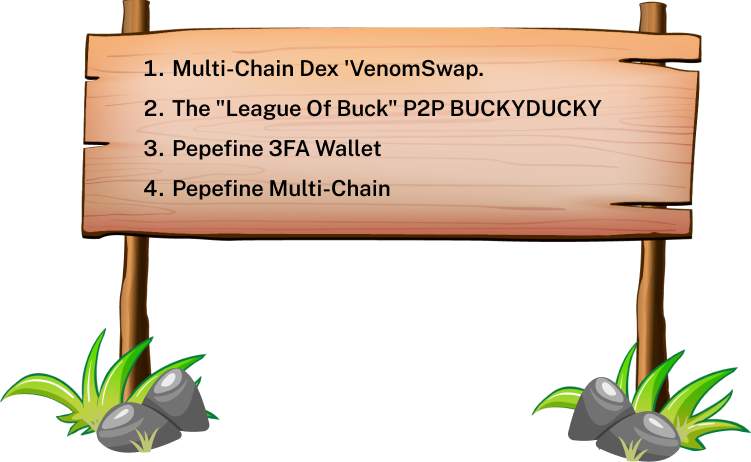 1. Multi-Chain Dex 'VenomSwap.
2. The "League Of Buck" P2P BUCKYDUCKY
3. Pepefine 3FA Wallet
4. Pepefine Multi-Chain